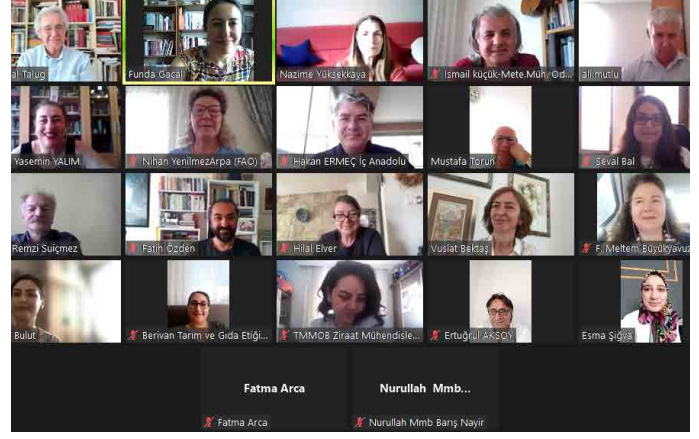 al Talug
Funda Gacal
Nazime Yüksekkaya
Ismail küçük-Mete.Müh. Od...
ali mutlu
Yasemin YALIM
Nihan YenilmezArpa (FAO)
Hakan ERMEÇ İç Anadolu
Mustafa Torun
Seval Bal
Remzi Suiçmez
Fatih Özden
Hilal Elver
Vuslat Bektaş
F. Meltem Büyükyavuz
Bulut
Berivan Tarım ve Gıda Etiği...
TMMOB Ziraat Mühendisle...
Ertuğrul AKSOY
Esma Şığva
Fatma Arca
Nurullah Mmb...
Fatma Arca
Nurullah Mmb Barış Nayir